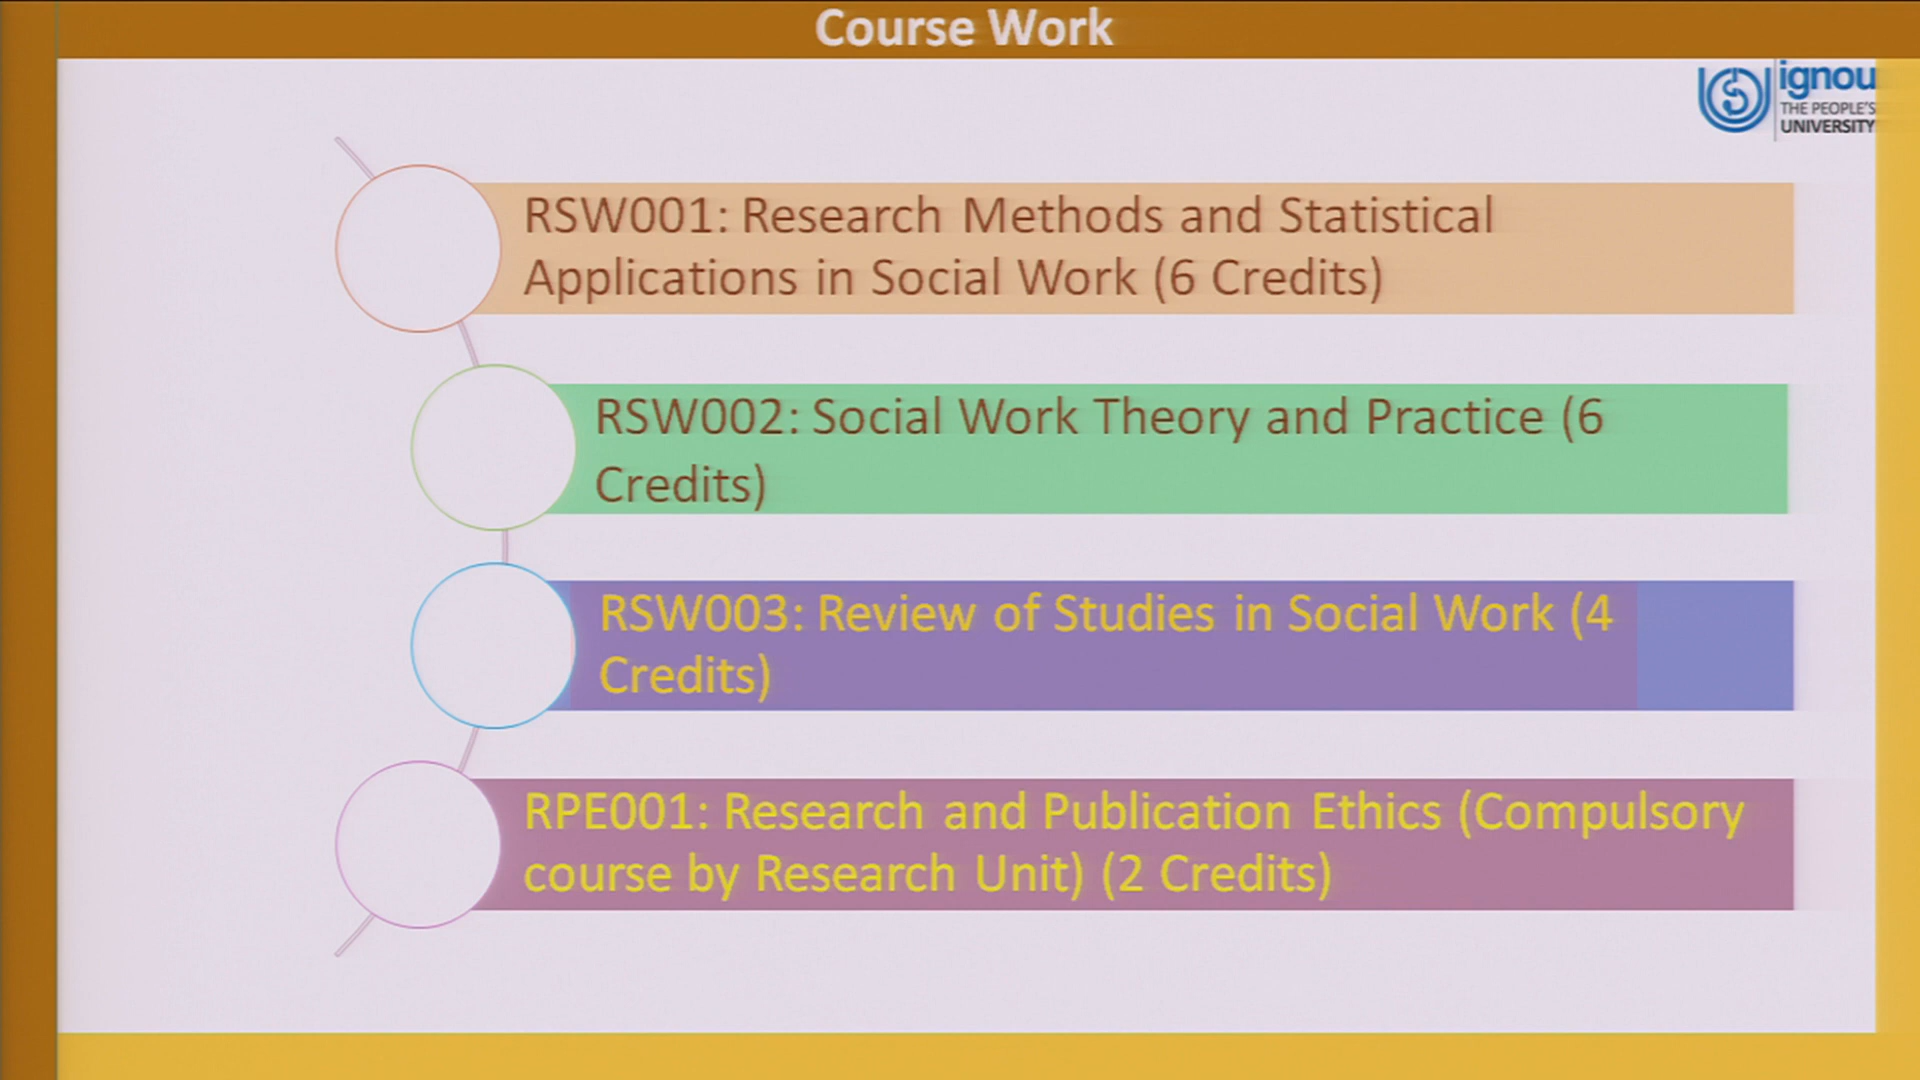 Course Work
ignou
THE PEOPLE'S
UNIVERSITY
RSW001: Research Methods and Statistical
Applications in Social Work (6 Credits)
RSW002: Social Work Theory and Practice (6
Credits)
RSW003: Review of Studies in Social Work (4
Credits)
RPE001: Research and Publication Ethics (Compulsory
course by Research Unit) (2 Credits)